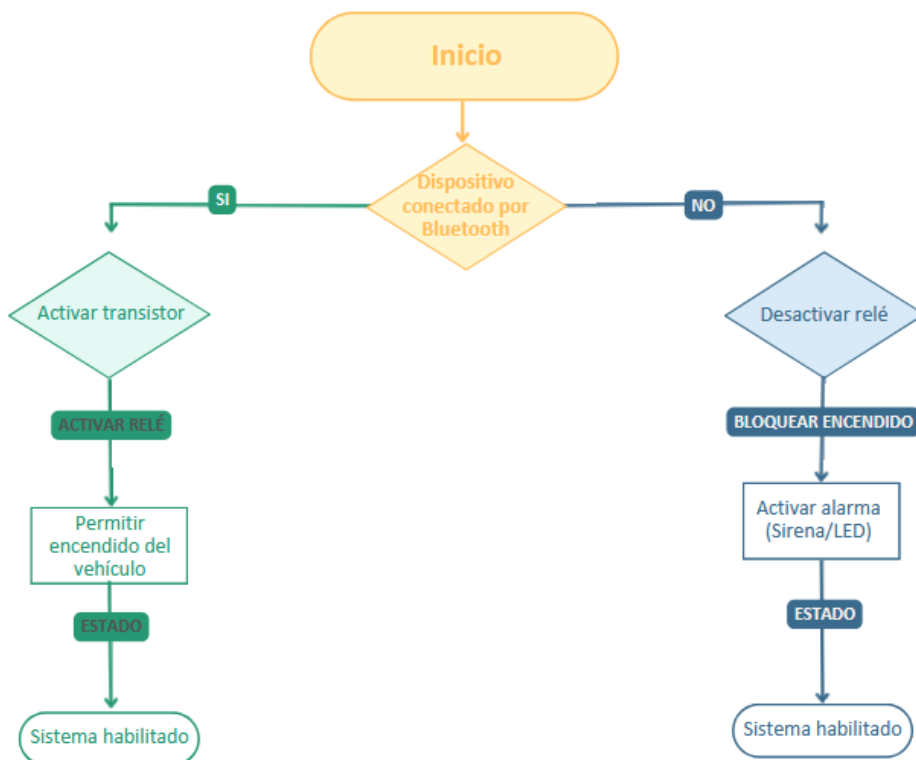 Inicio
Dispositivo
conectado por
Bluetooth
SI
NO
Activar transistor
Desactivar relé
ACTIVAR RELÉ
BLOQUEAR ENCENDIDO
Permitir
encendido del
vehículo
Activar alarma
(Sirena/LED)
ESTADO
ESTADO
Sistema habilitado
Sistema habilitado